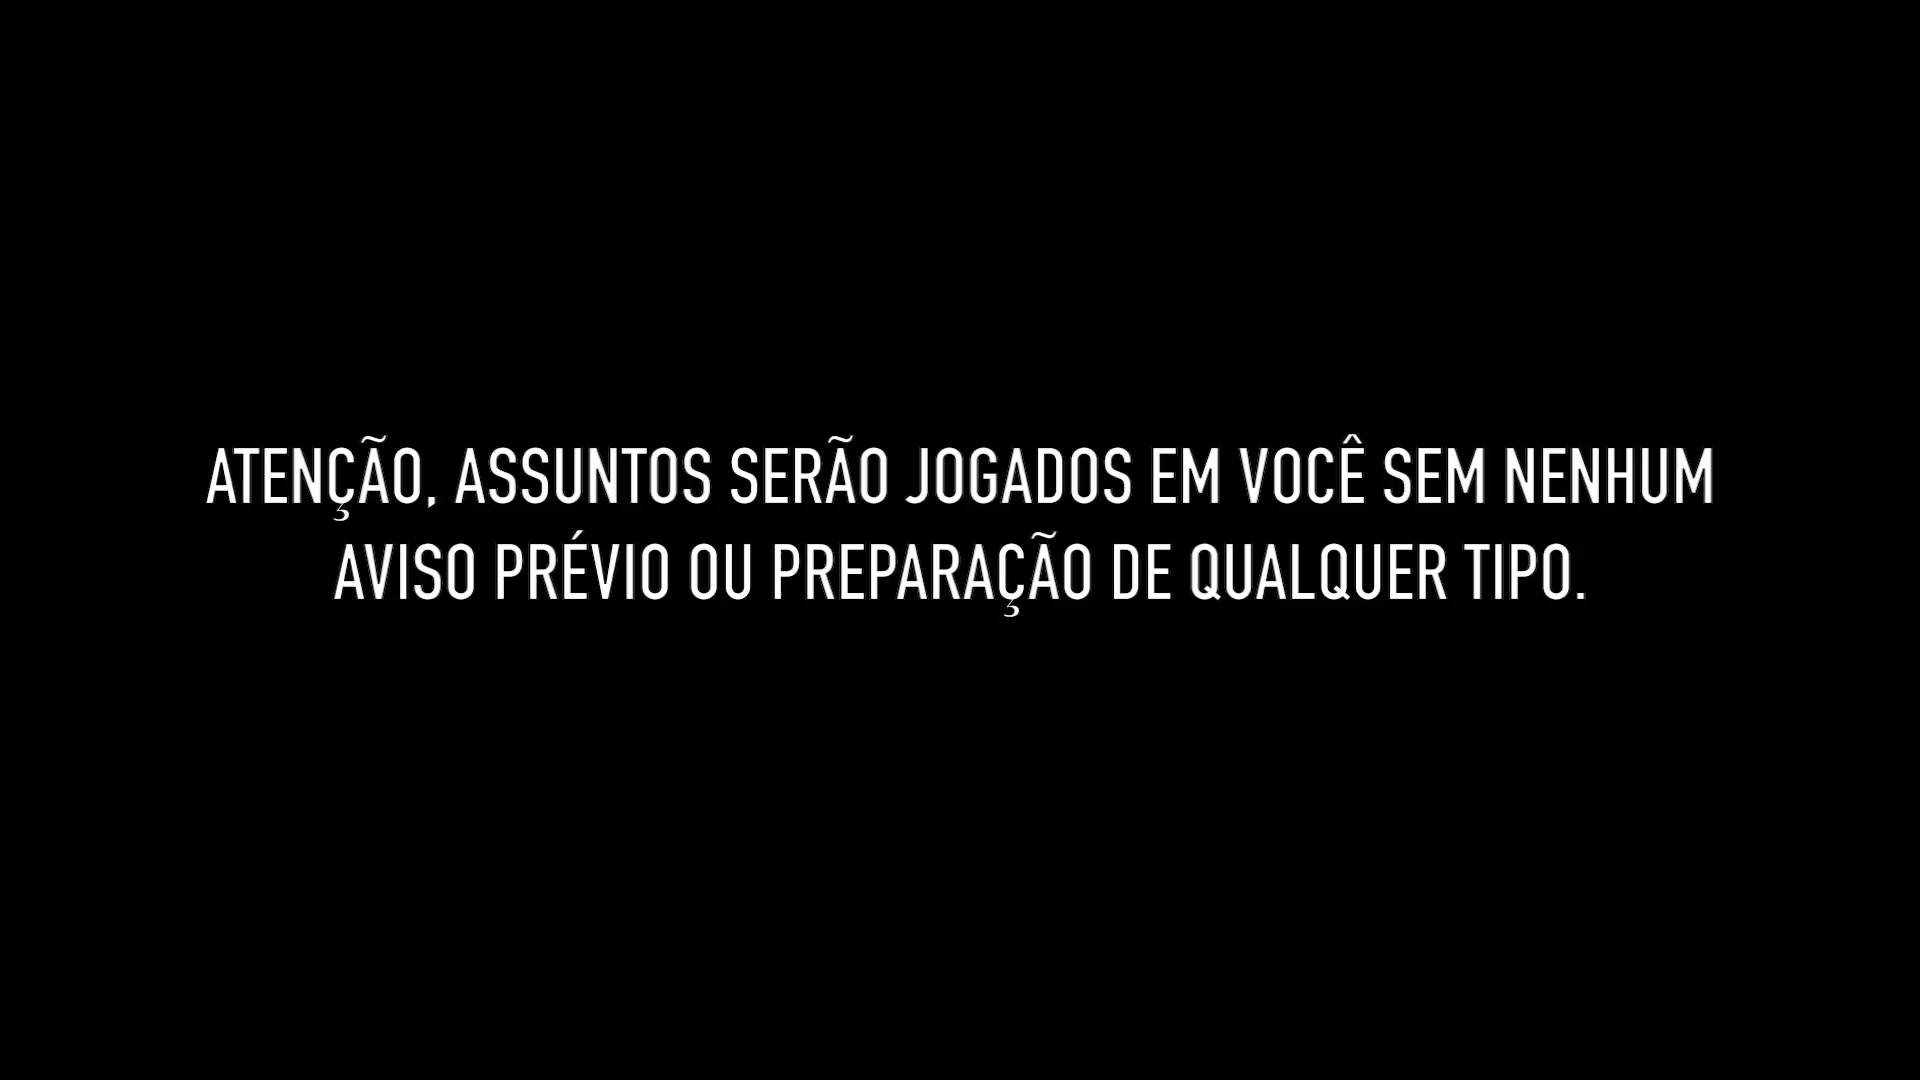 ATENÇÃO, ASSUNTOS SERÃO JOGADOS EM VOCÊ SEM NENHUM
AVISO PRÉVIO OU PREPARAÇÃO DE QUALQUER TIPO.